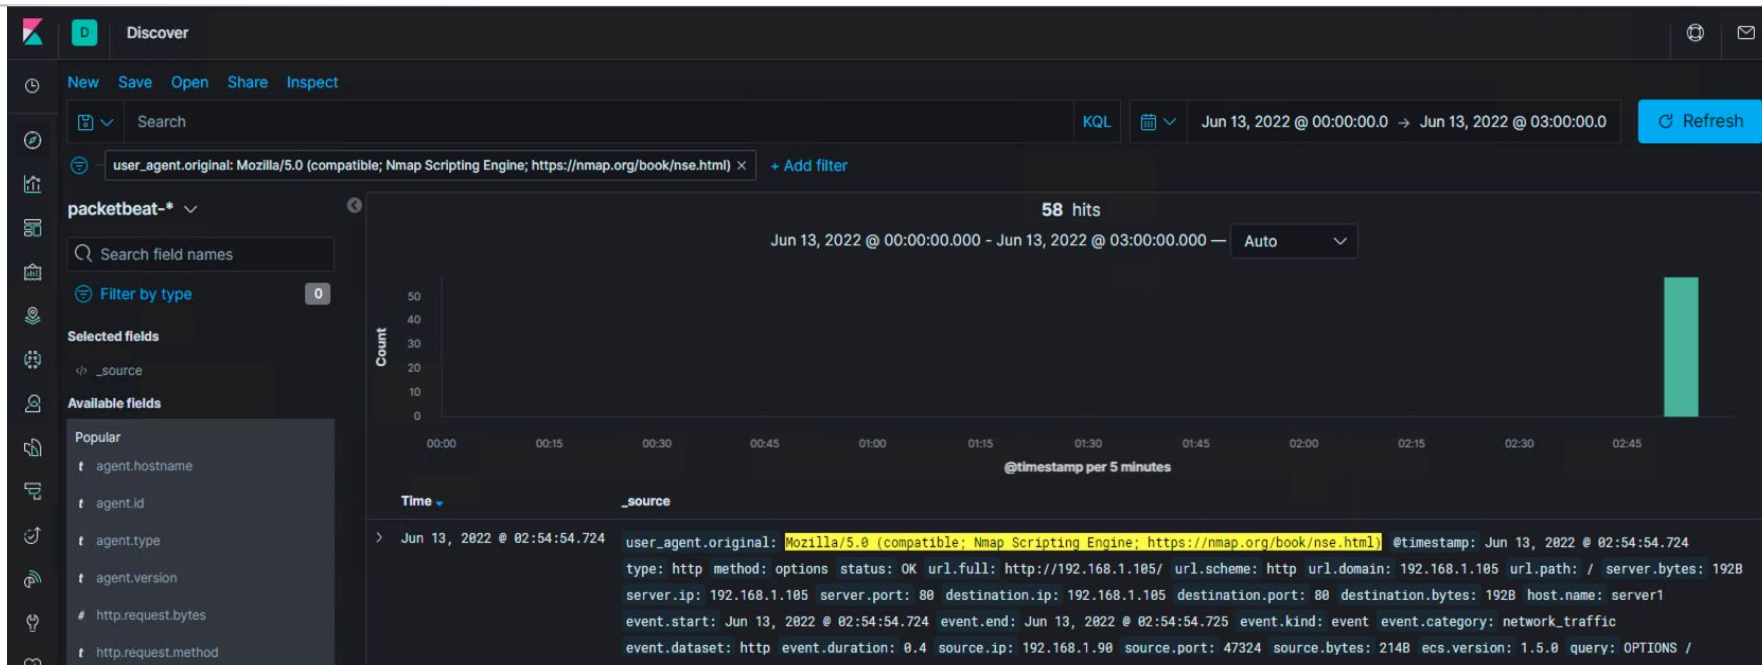 D Discover
New Save Open Share Inspect
Search KQL Jun 13, 2022 @ 00:00:00.0 → Jun 13, 2022 @ 03:00:00.0 Refresh
user_agent.original: Mozilla/5.0 (compatible; Nmap Scripting Engine; https://nmap.org/book/nse.html) × + Add filter
packetbeat-*
58 hits
Jun 13, 2022 @ 00:00:00.000 - Jun 13, 2022 @ 03:00:00.000 — Auto
Search field names
Filter by type 0
Selected fields
</> _source
Available fields
Popular
t agent.hostname
t agent.id
t agent.type
t agent.version
# http.request.bytes
t http.request.method
Count
50
40
30
20
10
0
00:00 00:15 00:30 00:45 01:00 01:15 01:30 01:45 02:00 02:15 02:30 02:45
@timestamp per 5 minutes
Time _source
> Jun 13, 2022 @ 02:54:54.724 user_agent.original: Mozilla/5.0 (compatible; Nmap Scripting Engine; https://nmap.org/book/nse.html) @timestamp: Jun 13, 2022 @ 02:54:54.724
type: http method: options status: OK url.full: http://192.168.1.105/ url.scheme: http url.domain: 192.168.1.105 url.path: / server.bytes: 192B
server.ip: 192.168.1.105 server.port: 80 destination.ip: 192.168.1.105 destination.port: 80 destination.bytes: 192B host.name: server1
event.start: Jun 13, 2022 @ 02:54:54.724 event.end: Jun 13, 2022 @ 02:54:54.725 event.kind: event event.category: network_traffic
event.dataset: http event.duration: 0.4 source.ip: 192.168.1.90 source.port: 47324 source.bytes: 214B ecs.version: 1.5.0 query: OPTIONS /